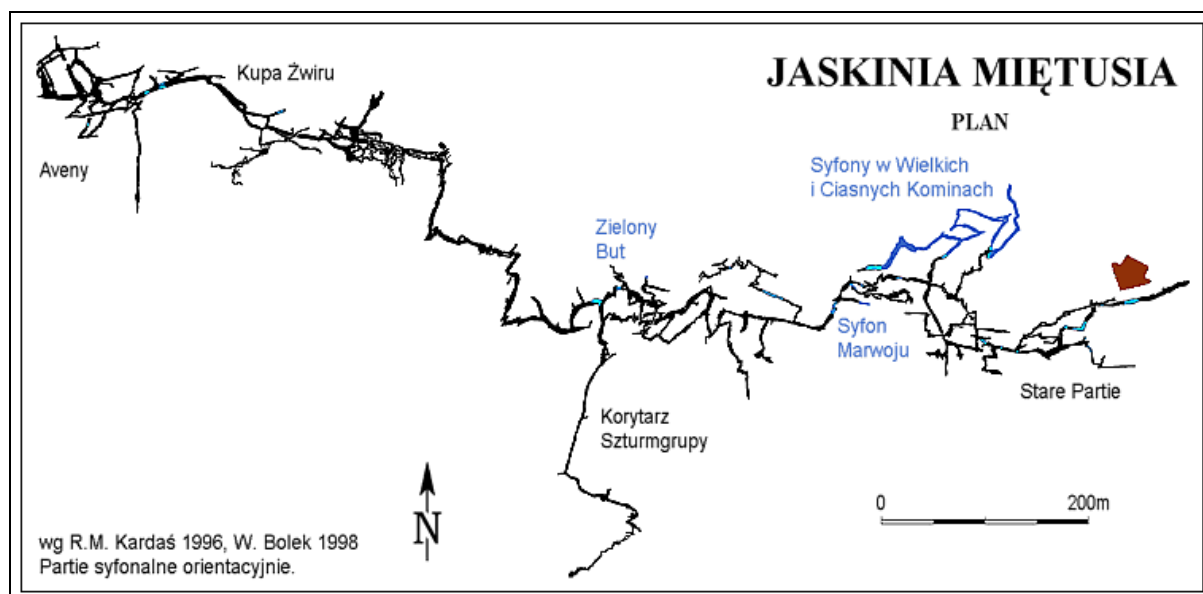 JASKINIA MIĘTUSIA
PLAN
Kupa Żwiru
Aveny
Syfony w Wielkich
i Ciasnych Kominach
Zielony
But
Syfon
Marwoju
Stare Partie
Korytarz
Szturmgrupy
0 200m
N
wg R.M. Kardaś 1996, W. Bolek 1998
Partie syfonalne orientacyjnie.